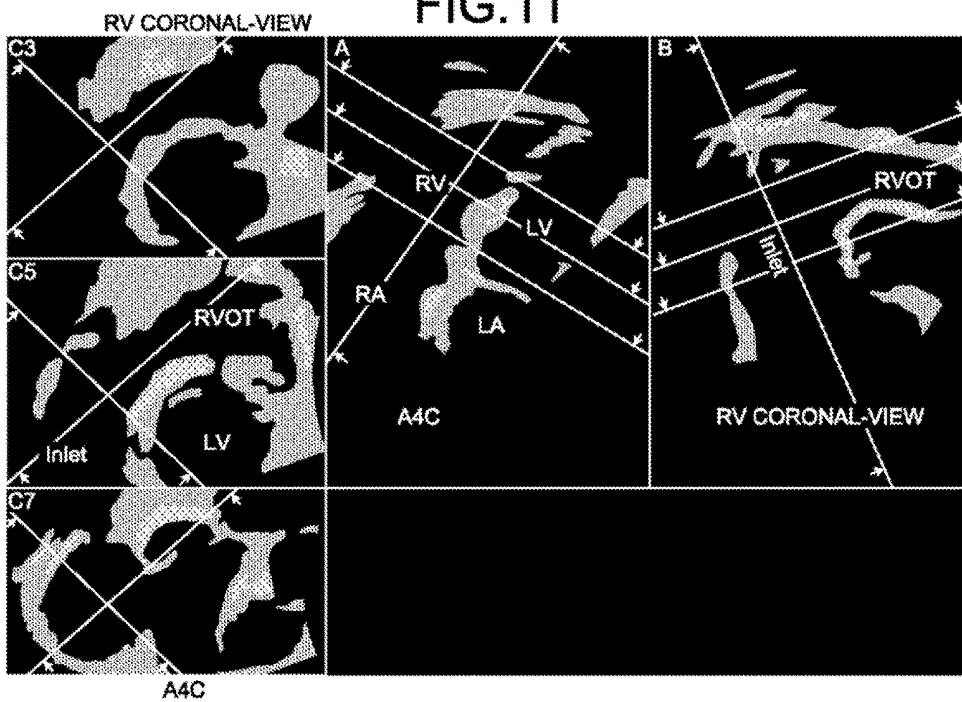 FIG. 11
RV CORONAL-VIEW
C3
A
B
RV
LV
RVOT
Inlet
RA
LA
C5
RVOT
Inlet
LV
A4C
RV CORONAL-VIEW
C7
A4C